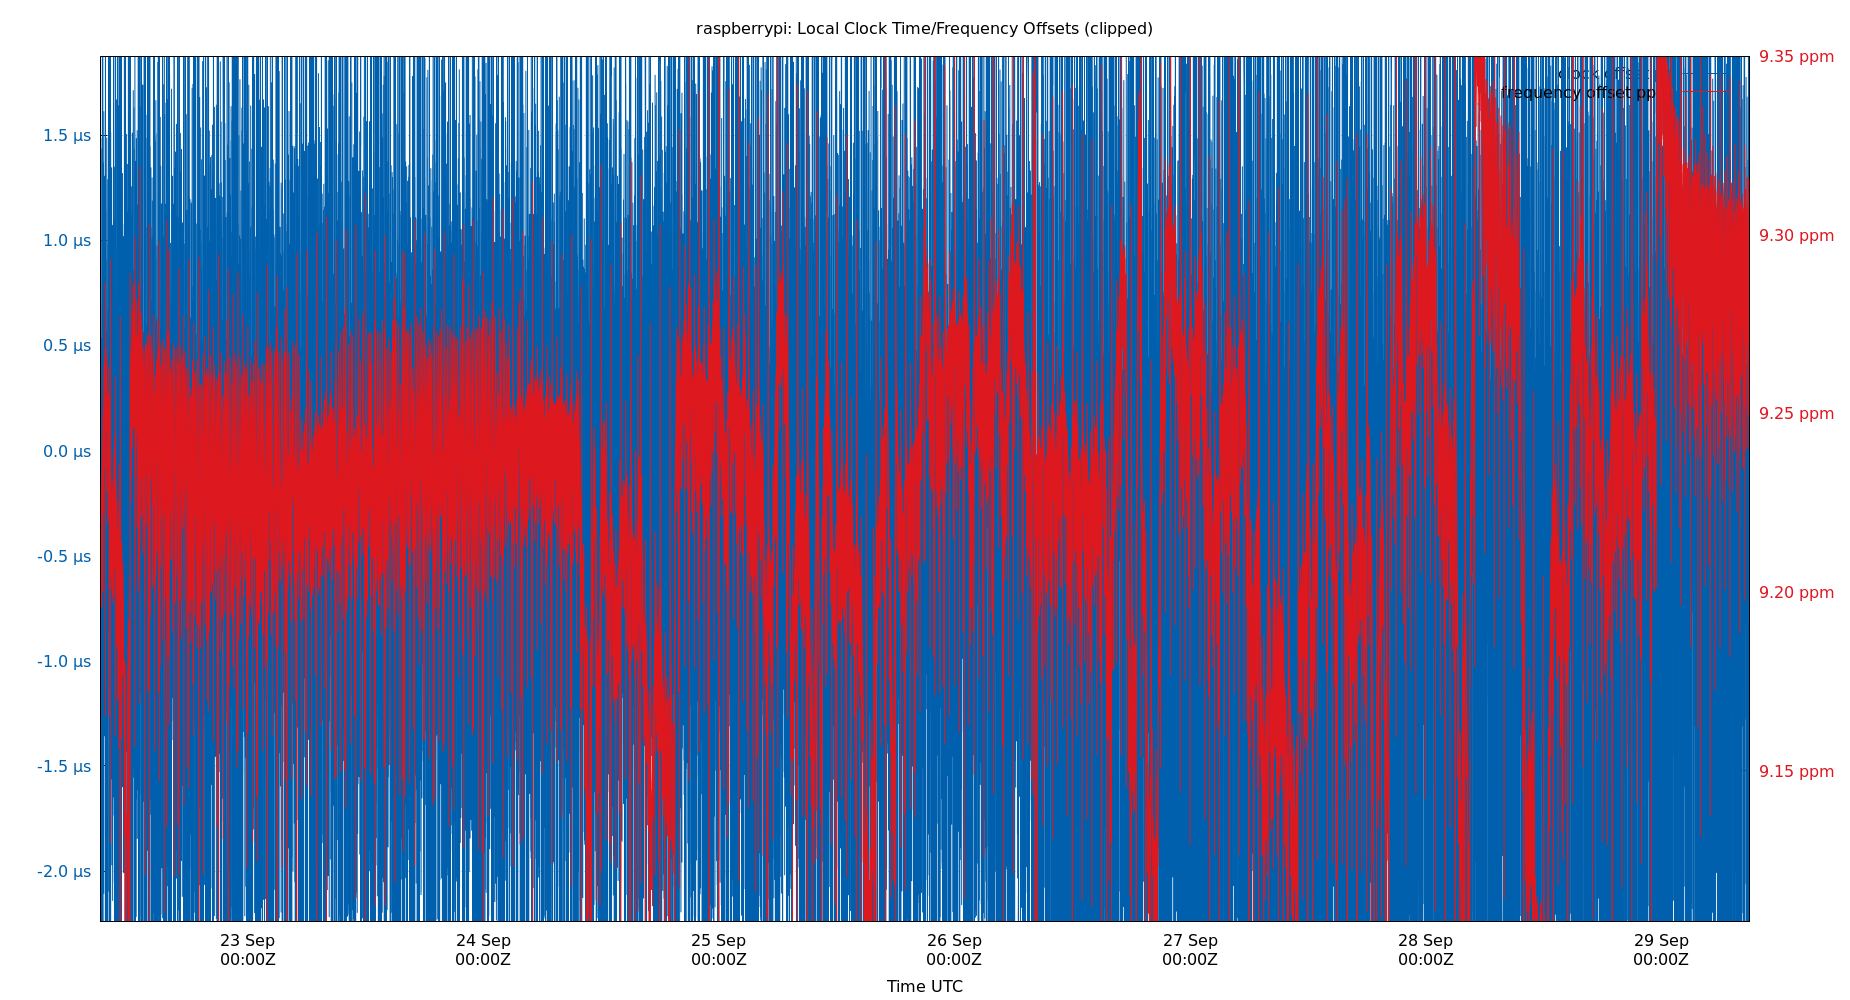 raspberrypi: Local Clock Time/Frequency Offsets (clipped)
9.35 ppm
clock offset
frequency offset pp
1.5 µs
1.0 µs
9.30 ppm
0.5 µs
9.25 ppm
0.0 µs
-0.5 µs
9.20 ppm
-1.0 µs
-1.5 µs
9.15 ppm
-2.0 µs
23 Sep
00:00Z
24 Sep
00:00Z
25 Sep
00:00Z
26 Sep
00:00Z
27 Sep
00:00Z
28 Sep
00:00Z
29 Sep
00:00Z
Time UTC